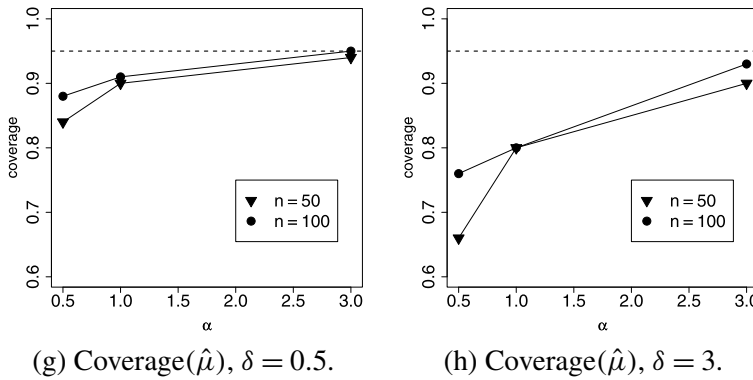 1.0
0.9
0.8
0.7
0.6
coverage
n = 50
n = 100
0.5 1.0 1.5 2.0 2.5 3.0
α
(g) Coverage(μ̂), δ = 0.5.
1.0
0.9
0.8
0.7
0.6
coverage
n = 50
n = 100
0.5 1.0 1.5 2.0 2.5 3.0
α
(h) Coverage(μ̂), δ = 3.